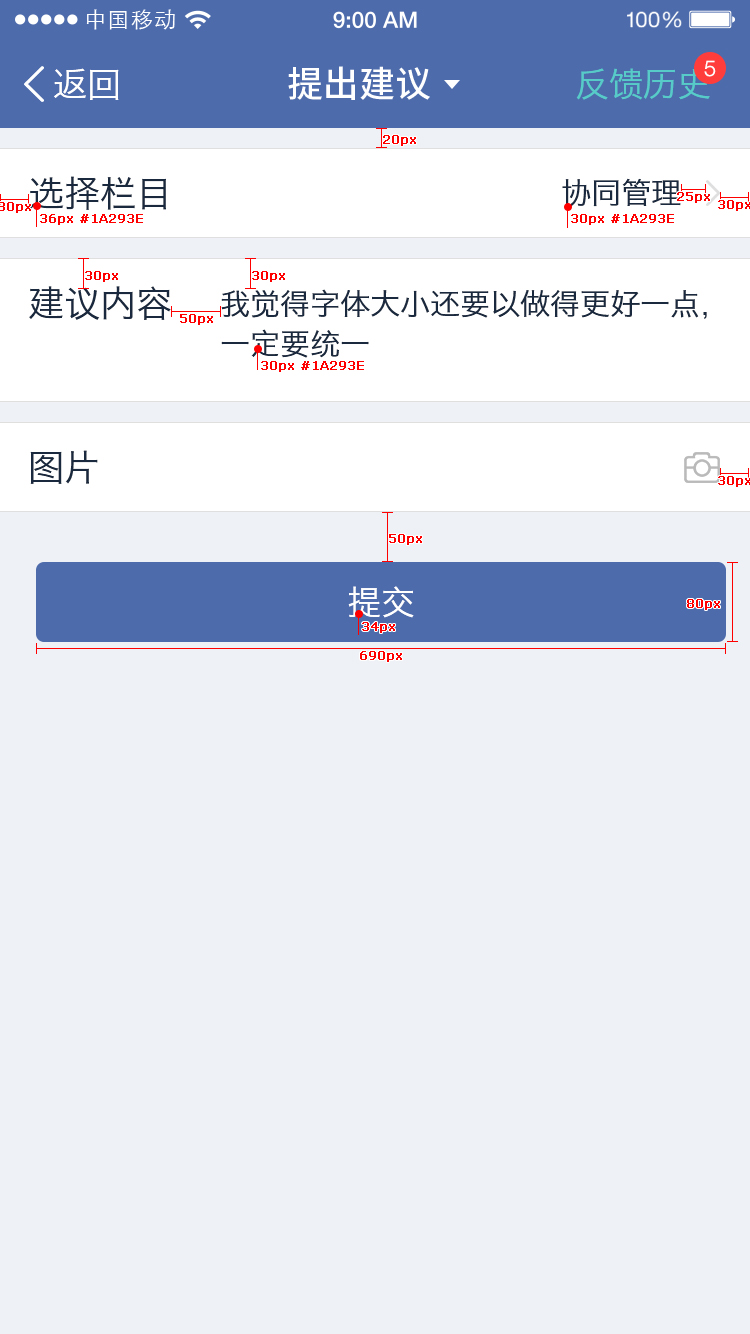 中国移动 9:00 AM 100%
返回 提出建议 反馈历史 5
20px
选择栏目 协同管理
30px 36px #1A293E 25px 30px
30px #1A293E
30px 30px
建议内容 我觉得字体大小还要以做得更好一点,
50px
一定要统一
30px #1A293E
图片
30px
50px
提交
80px
34px
690px